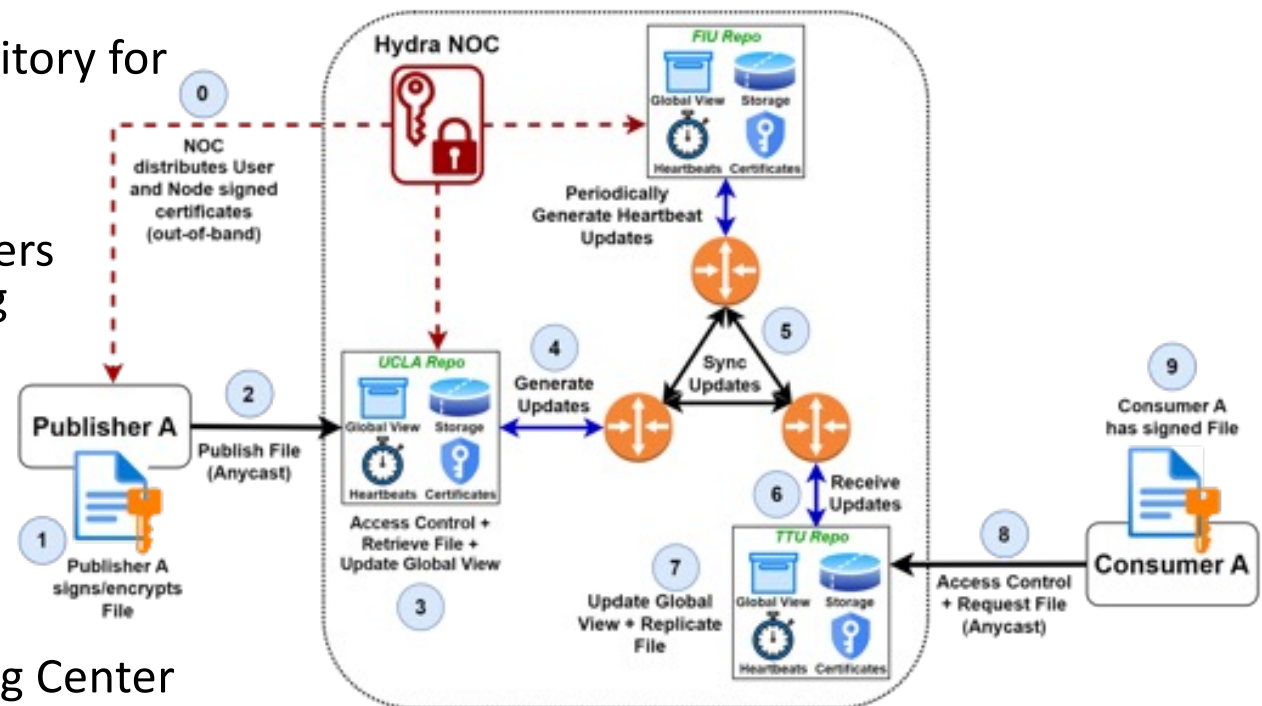 itory for
ers
g
g Center
Hydra NOC
0
NOC
distributes User
and Node signed
certificates
(out-of-band)
FIU Repo
Global View Storage
Heartbeats Certificates
Periodically
Generate Heartbeat
Updates
5
Sync
Updates
4
Generate
Updates
UCLA Repo
Global View Storage
Heartbeats Certificates
Access Control +
Retrieve File +
Update Global View
3
2
Publish File
(Anycast)
Publisher A
1
Publisher A
signs/encrypts
File
6
Receive
Updates
TTU Repo
Global View Storage
Heartbeats Certificates
7
Update Global
View + Replicate
File
8
Access Control
+ Request File
(Anycast)
9
Consumer A
has signed File
Consumer A